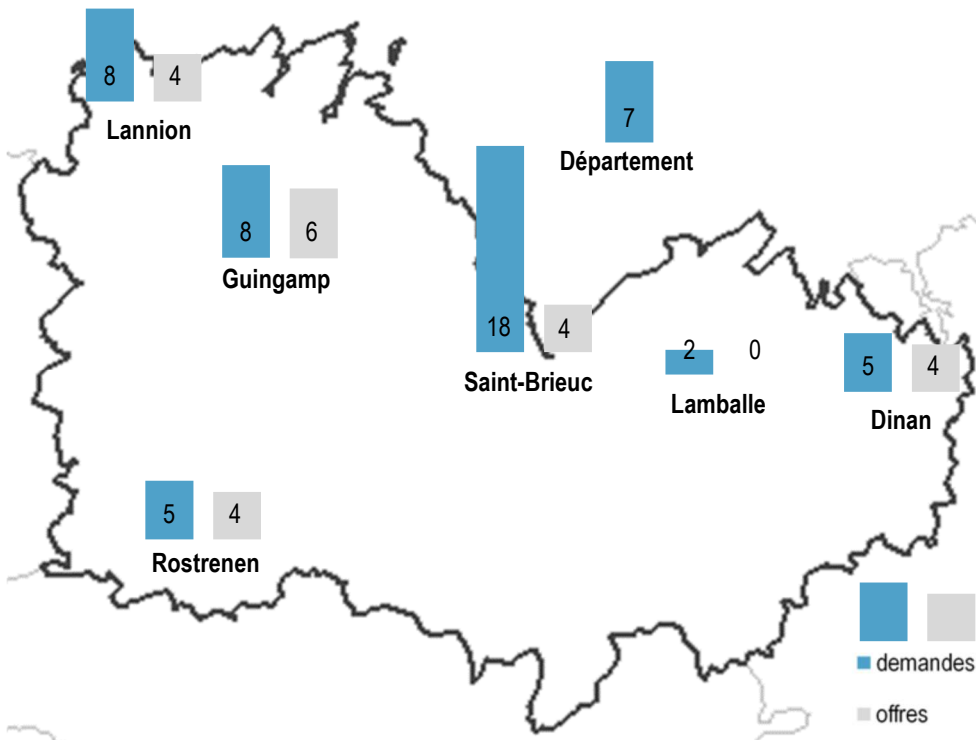 8 4
Lannion
7
Département
8 6
Guingamp
18 4
Saint-Brieuc
2 0
Lamballe
5 4
Dinan
5 4
Rostrenen
demandes
offres